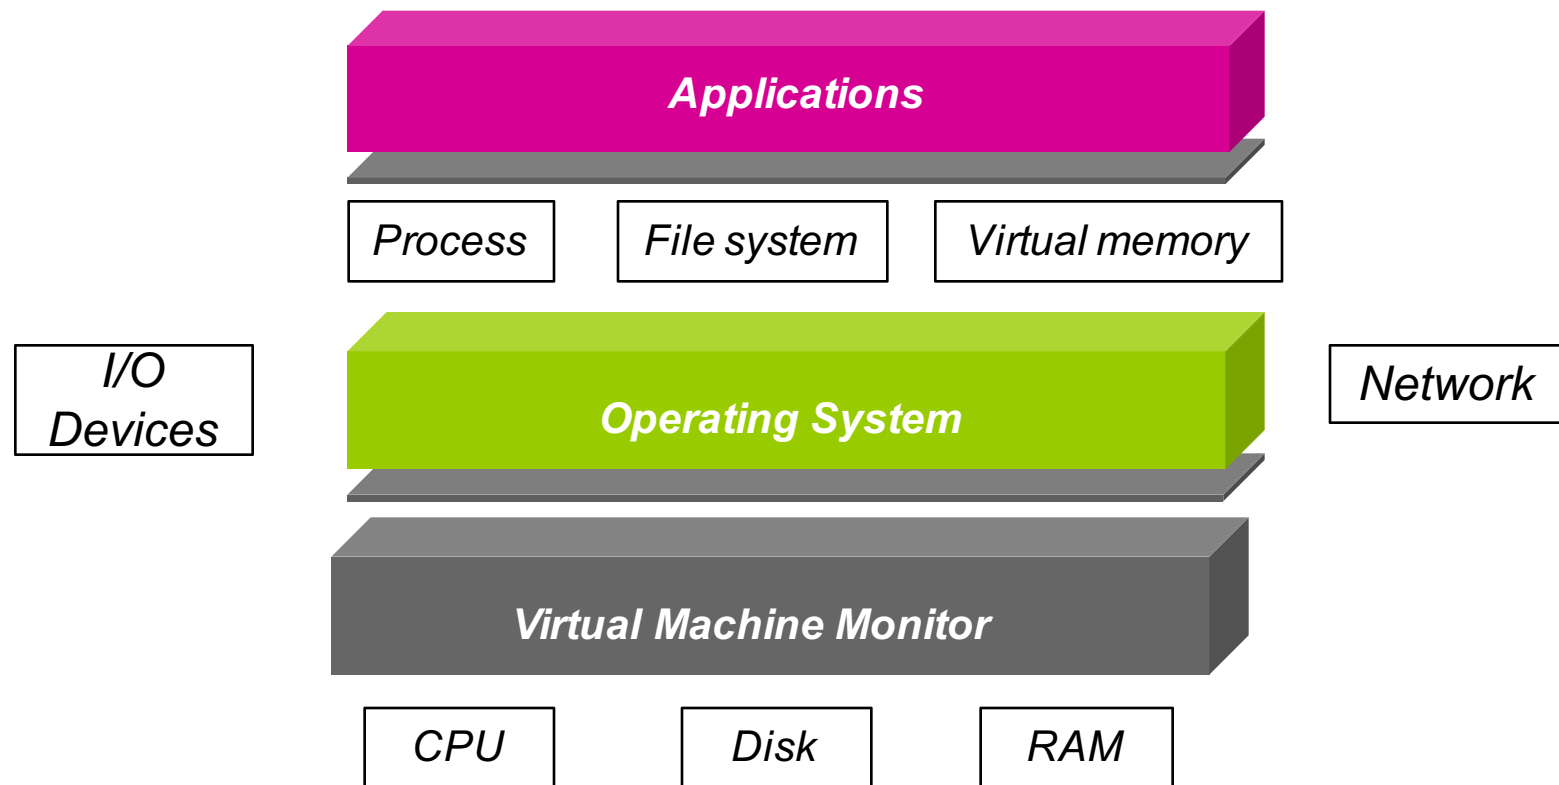 Applications
Process
File system
Virtual memory
I/O
Devices
Operating System
Network
Virtual Machine Monitor
CPU
Disk
RAM